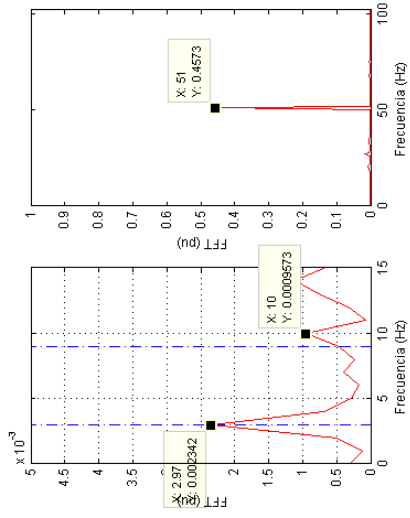 1
0.9
0.8
0.7
0.6
0.5
0.4
0.3
0.2
0.1
0
FFT (pu)
X: 51
Y: 0.4573
0
50
100
Frecuencia (Hz)
x 10⁻³
5
4.5
4
3.5
3
2.5
2
1.5
1
0.5
0
FFT (pu)
X: 2.97
Y: 0.002342
X: 10
Y: 0.0009573
0
5
10
15
Frecuencia (Hz)